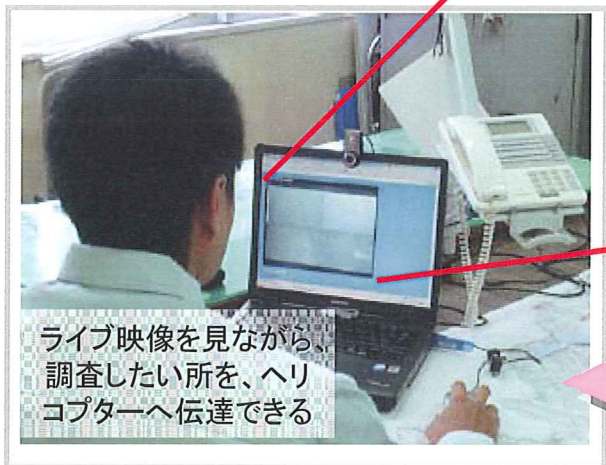 ライブ映像を見ながら、
調査したい所を、ヘリ
コプターへ伝達できる